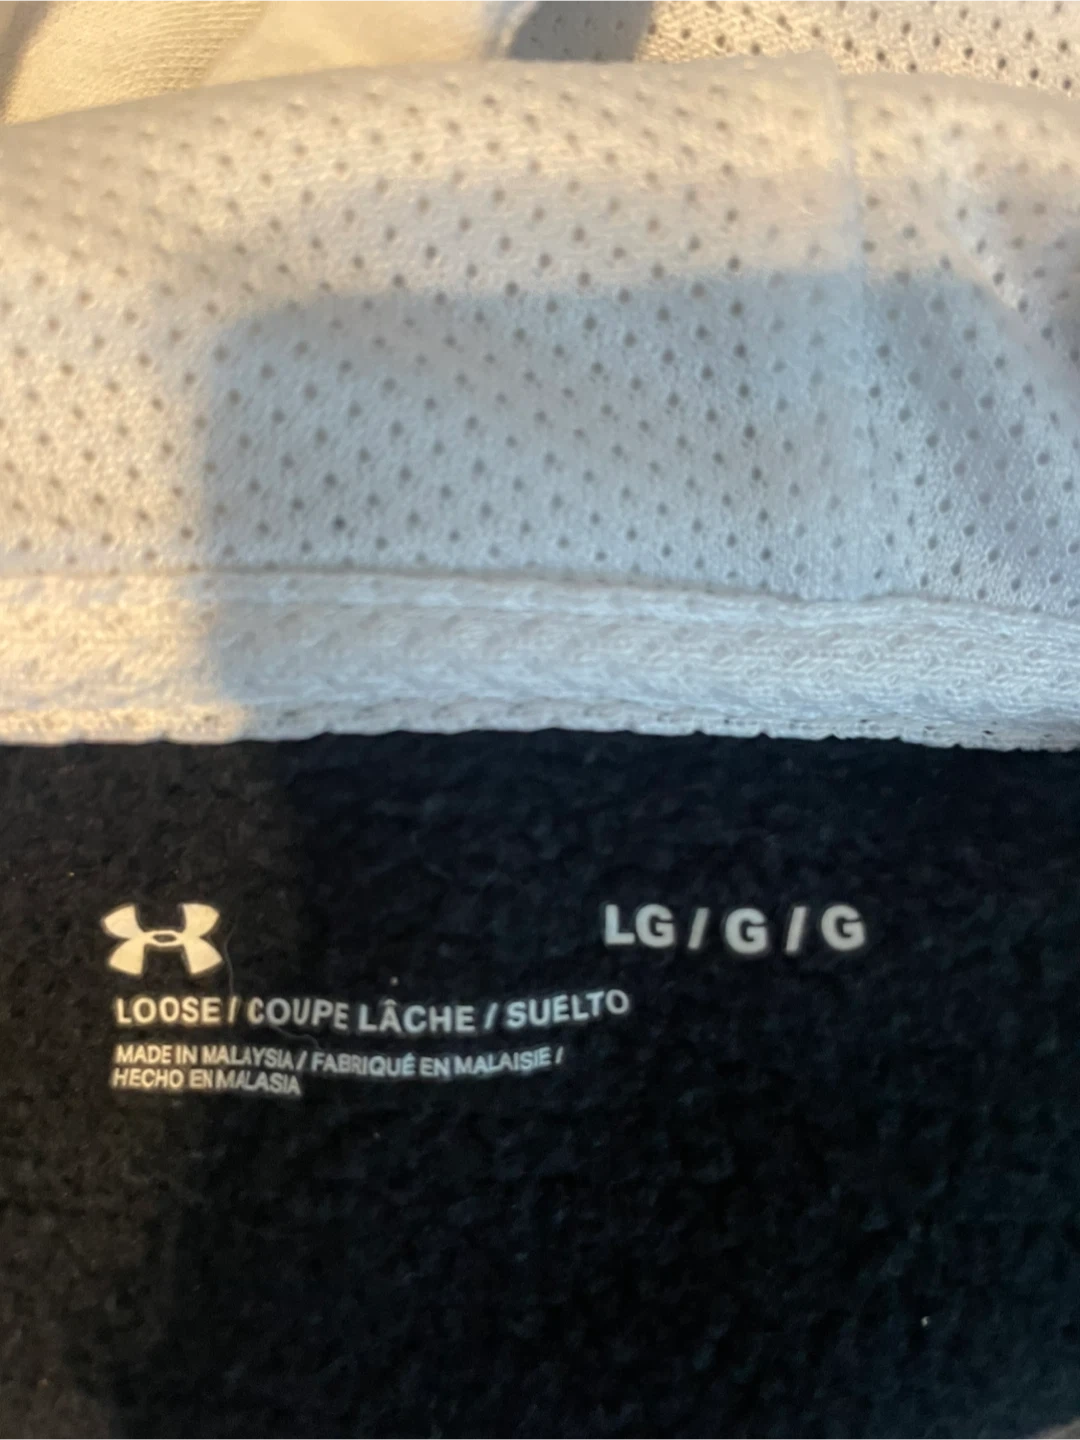 LG / G / G
LOOSE / COUPE LÂCHE / SUELTO
MADE IN MALAYSIA / FABRIQUÉ EN MALAISIE /
HECHO EN MALASIA